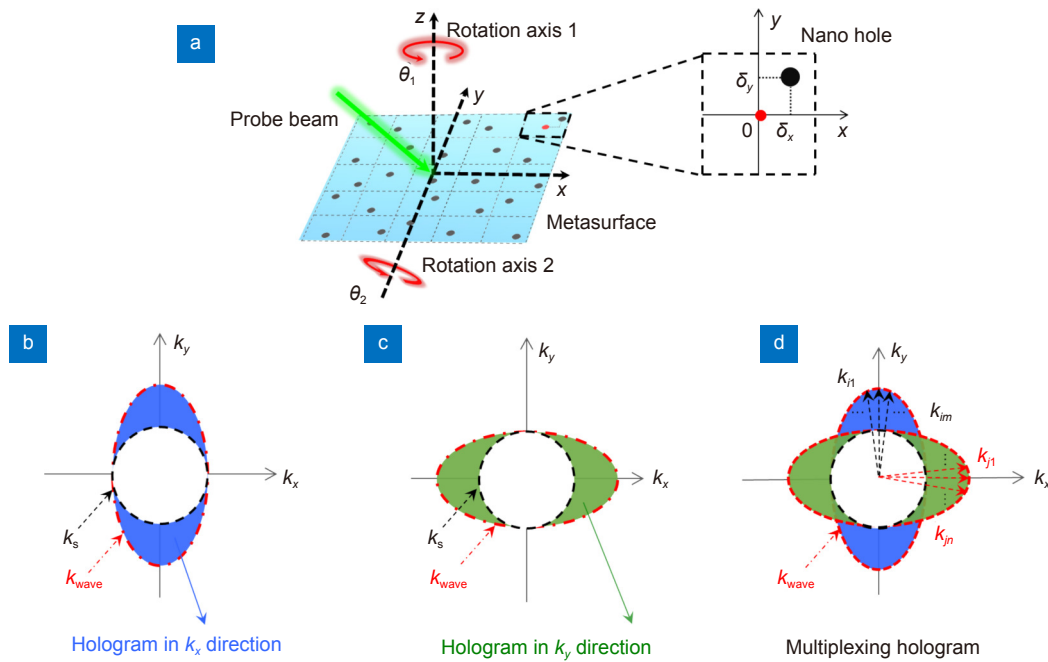 a
z
Rotation axis 1
θ1
y
Probe beam
x
Metasurface
Rotation axis 2
θ2
y
Nano hole
δy
0
δx
x
b
ky
kx
ks
kwave
Hologram in kx direction
c
ky
kx
ks
kwave
Hologram in ky direction
d
ky
ki1
kim
kj1
kx
kjn
kwave
Multiplexing hologram